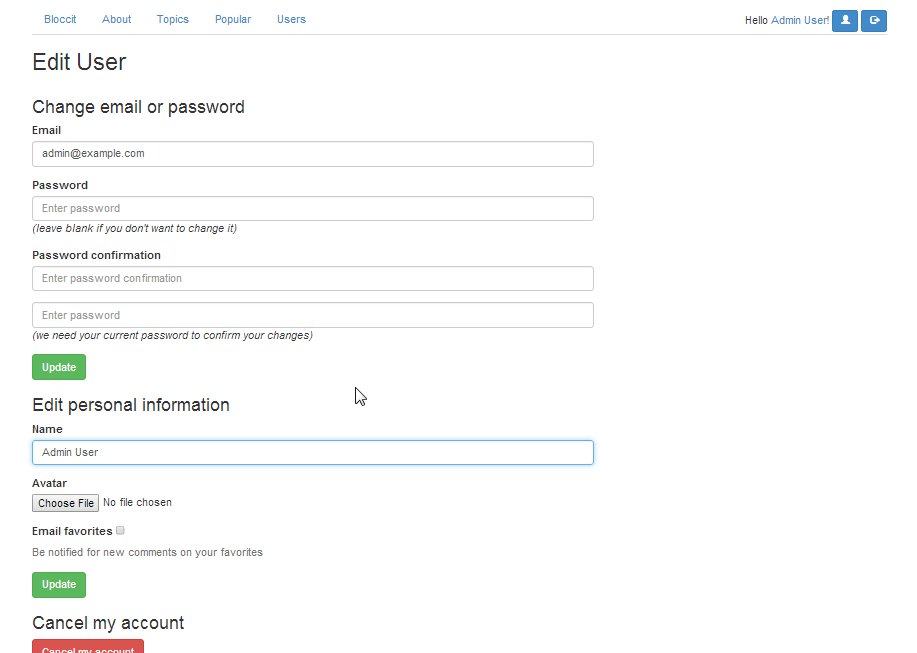 Bloccit About Topics Popular Users Hello Admin User!
Edit User
Change email or password
Email
admin@example.com
Password
Enter password
(leave blank if you don't want to change it)
Password confirmation
Enter password confirmation
Enter password
(we need your current password to confirm your changes)
Update
Edit personal information
Name
Admin User
Avatar
Choose File No file chosen
Email favorites
Be notified for new comments on your favorites
Update
Cancel my account
Cancel my account